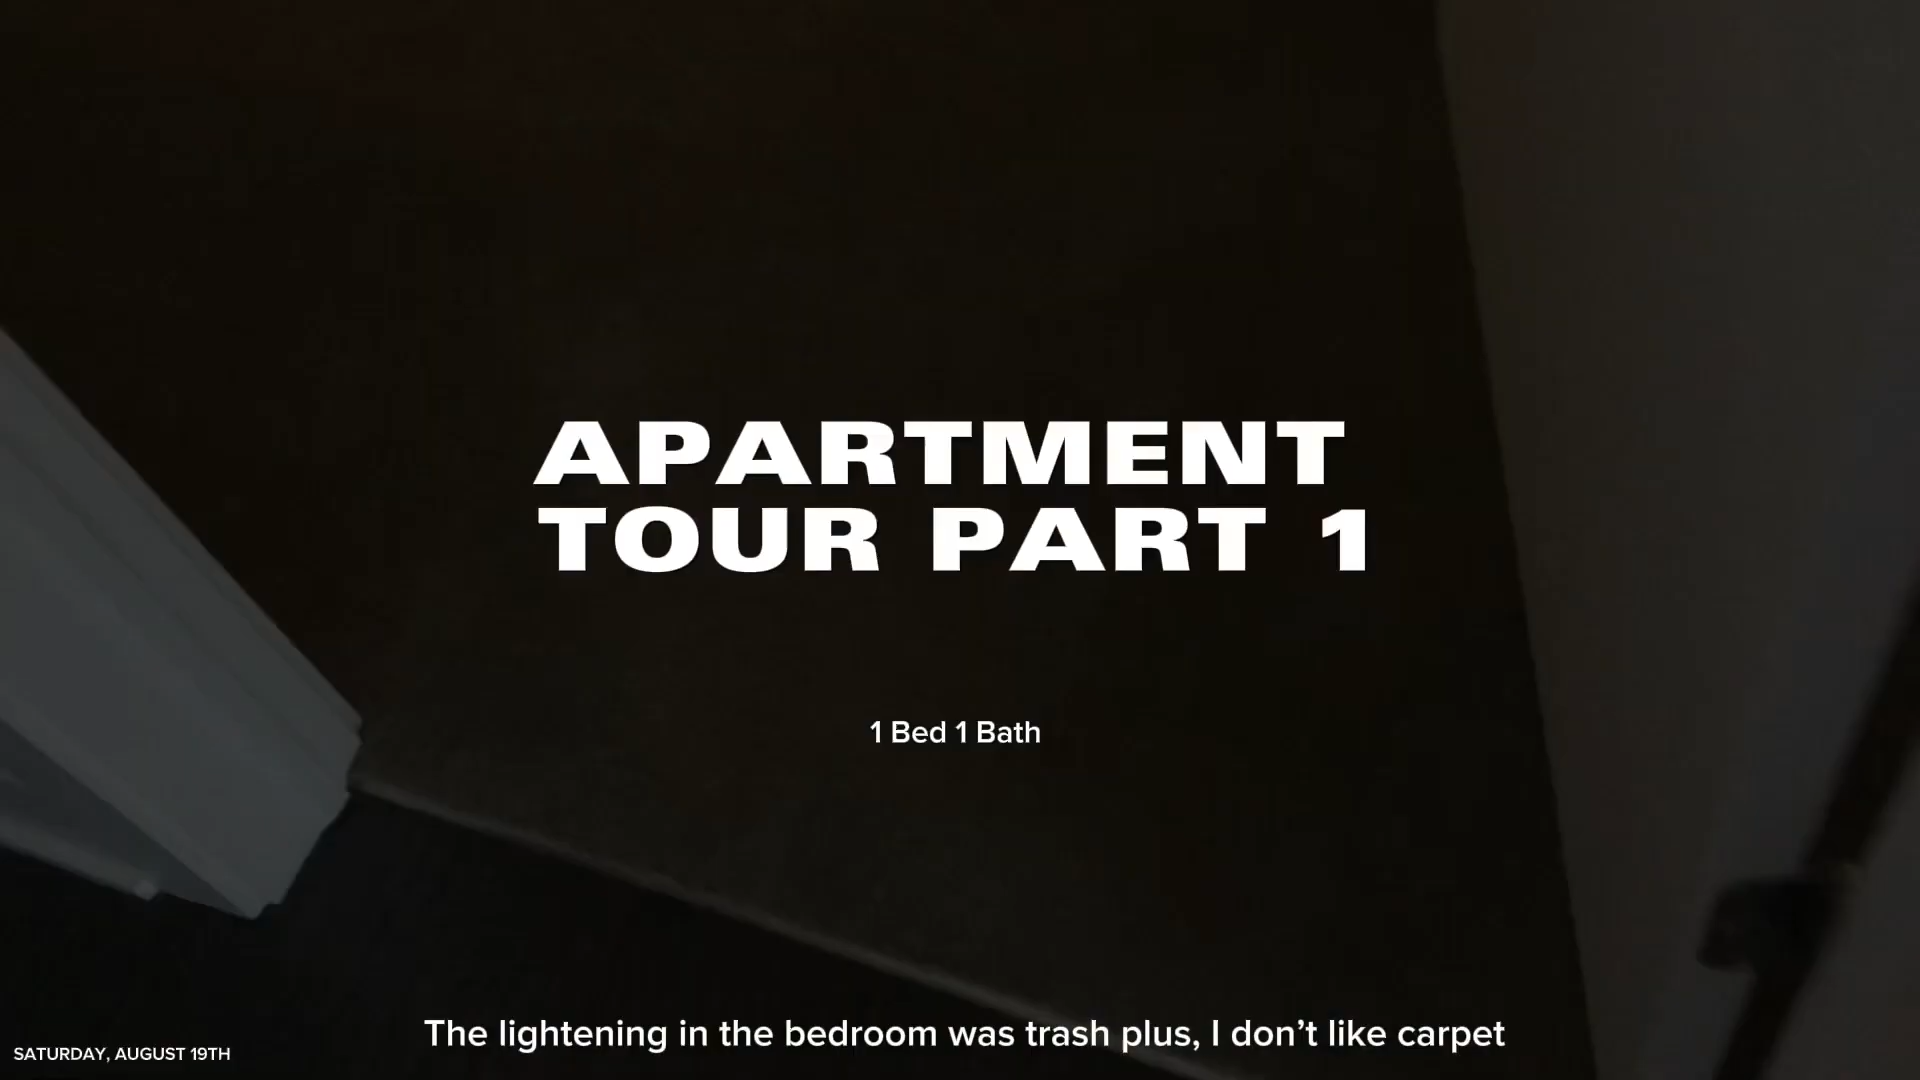 APARTMENT
TOUR PART 1
1 Bed 1 Bath
The lightening in the bedroom was trash plus, I don’t like carpet
SATURDAY, AUGUST 19TH